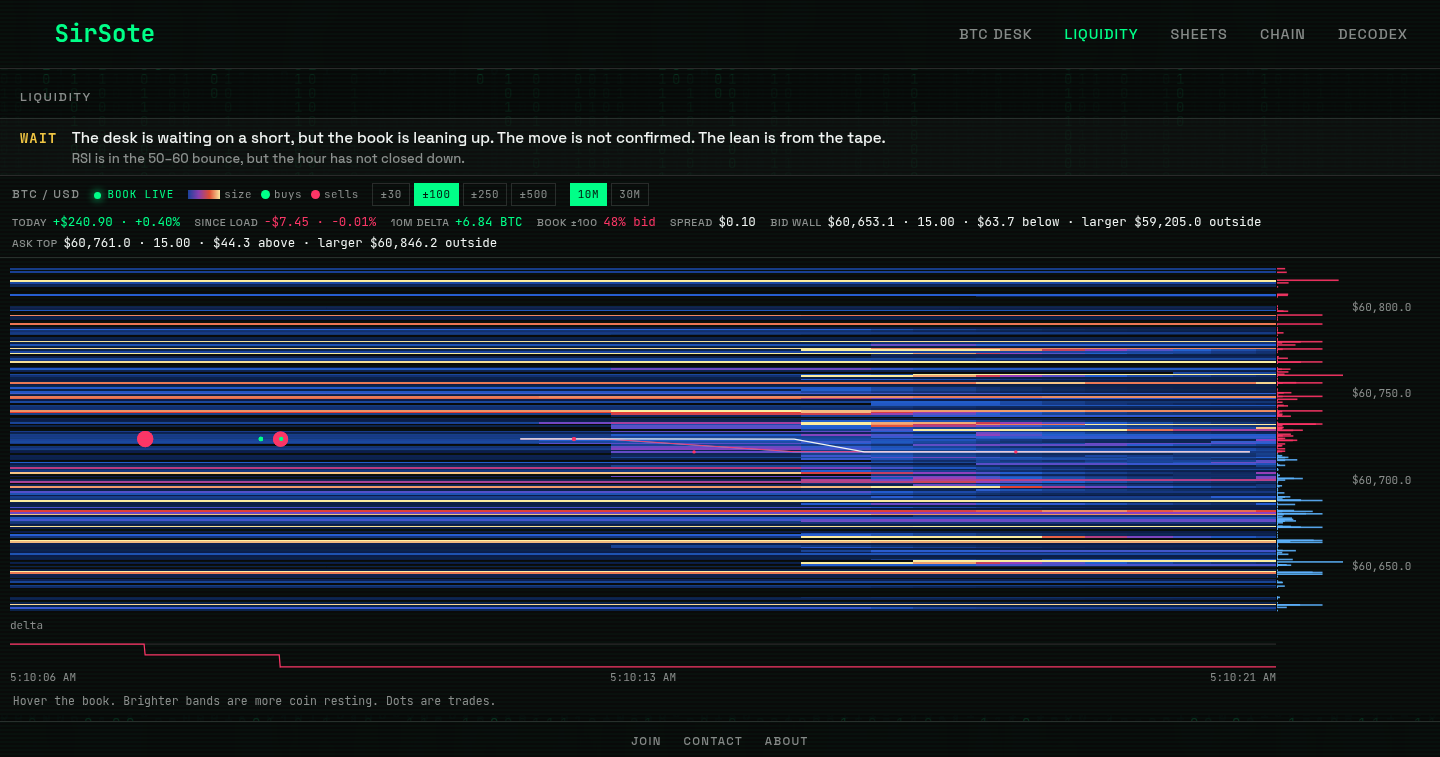 SirSote
BTC DESK LIQUIDITY SHEETS CHAIN DECODEX
LIQUIDITY
WAIT The desk is waiting on a short, but the book is leaning up. The move is not confirmed. The lean is from the tape.
RSI is in the 50–60 bounce, but the hour has not closed down.
BTC / USD BOOK LIVE size buys sells ±30 ±100 ±250 ±500 10M 30M
TODAY +$240.90 · +0.40% SINCE LOAD -$7.45 · -0.01% 10M DELTA +6.84 BTC BOOK ±100 48% bid SPREAD $0.10 BID WALL $60,653.1 · 15.00 · $63.7 below · larger $59,205.0 outside
ASK TOP $60,761.0 · 15.00 · $44.3 above · larger $60,846.2 outside
$60,800.0
$60,750.0
$60,700.0
$60,650.0
delta
5:10:06 AM 5:10:13 AM 5:10:21 AM
Hover the book. Brighter bands are more coin resting. Dots are trades.
JOIN CONTACT ABOUT